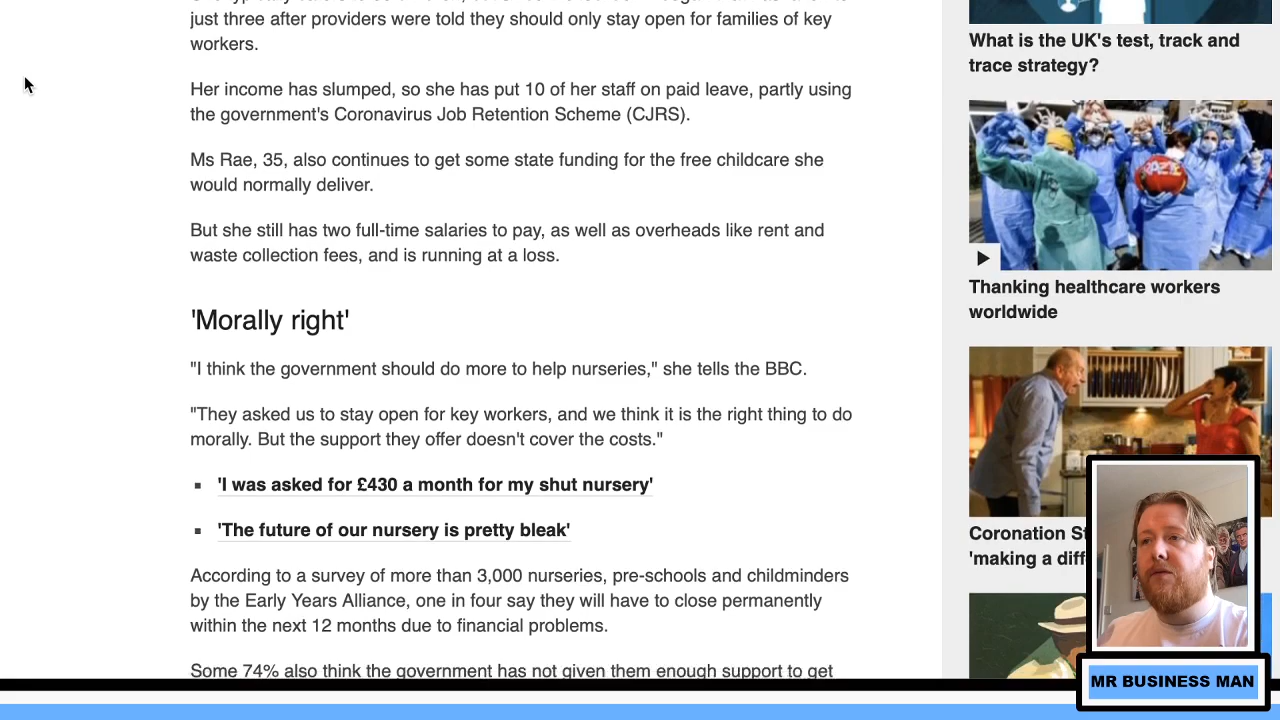 just three after providers were told they should only stay open for families of key
workers.
Her income has slumped, so she has put 10 of her staff on paid leave, partly using
the government's Coronavirus Job Retention Scheme (CJRS).
Ms Rae, 35, also continues to get some state funding for the free childcare she
would normally deliver.
But she still has two full-time salaries to pay, as well as overheads like rent and
waste collection fees, and is running at a loss.
'Morally right'
"I think the government should do more to help nurseries," she tells the BBC.
"They asked us to stay open for key workers, and we think it is the right thing to do
morally. But the support they offer doesn't cover the costs."
'I was asked for £430 a month for my shut nursery'
'The future of our nursery is pretty bleak'
According to a survey of more than 3,000 nurseries, pre-schools and childminders
by the Early Years Alliance, one in four say they will have to close permanently
within the next 12 months due to financial problems.
Some 74% also think the government has not given them enough support to get
What is the UK's test, track and
trace strategy?
Thanking healthcare workers
worldwide
Coronation
'making a
MR BUSINESS MAN